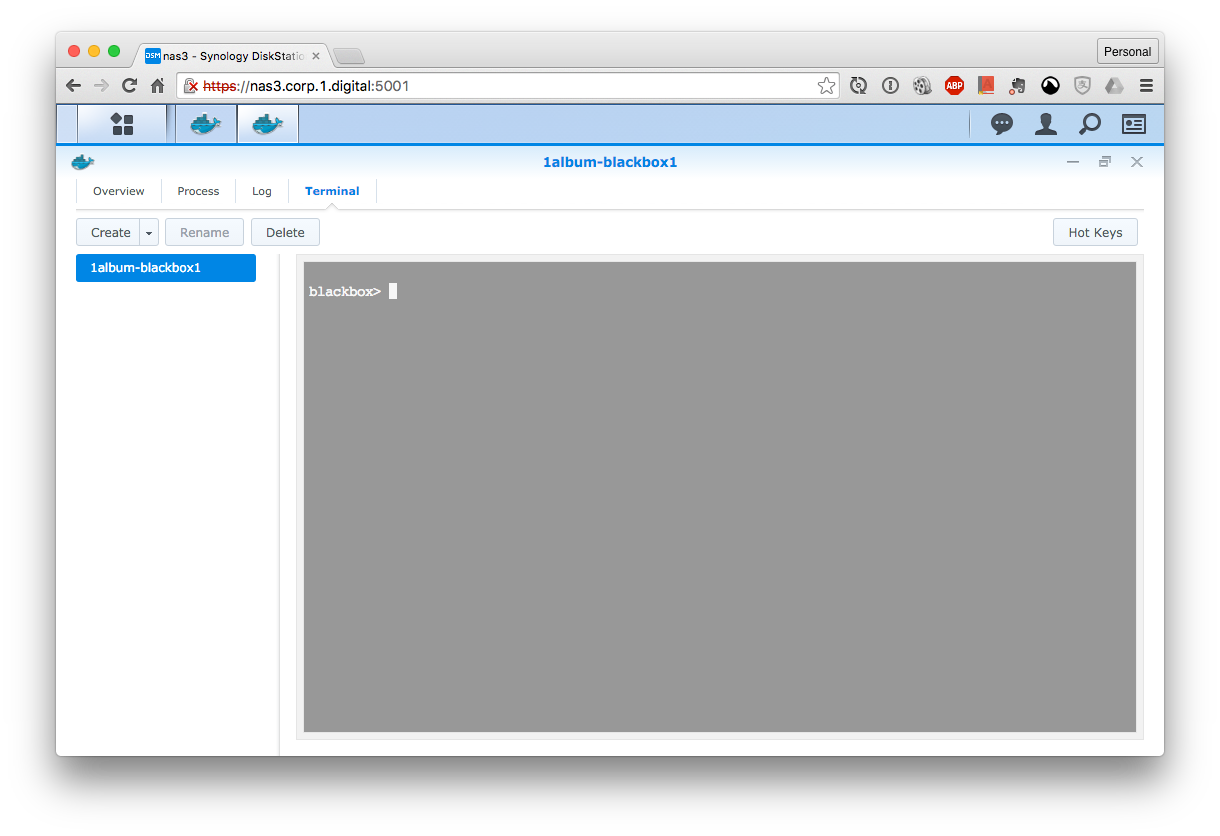 DSM nas3 - Synology DiskStatio
Personal
https://nas3.corp.1.digital:5001
ABP
1album-blackbox1
Overview Process Log Terminal
Create Rename Delete Hot Keys
1album-blackbox1
blackbox>